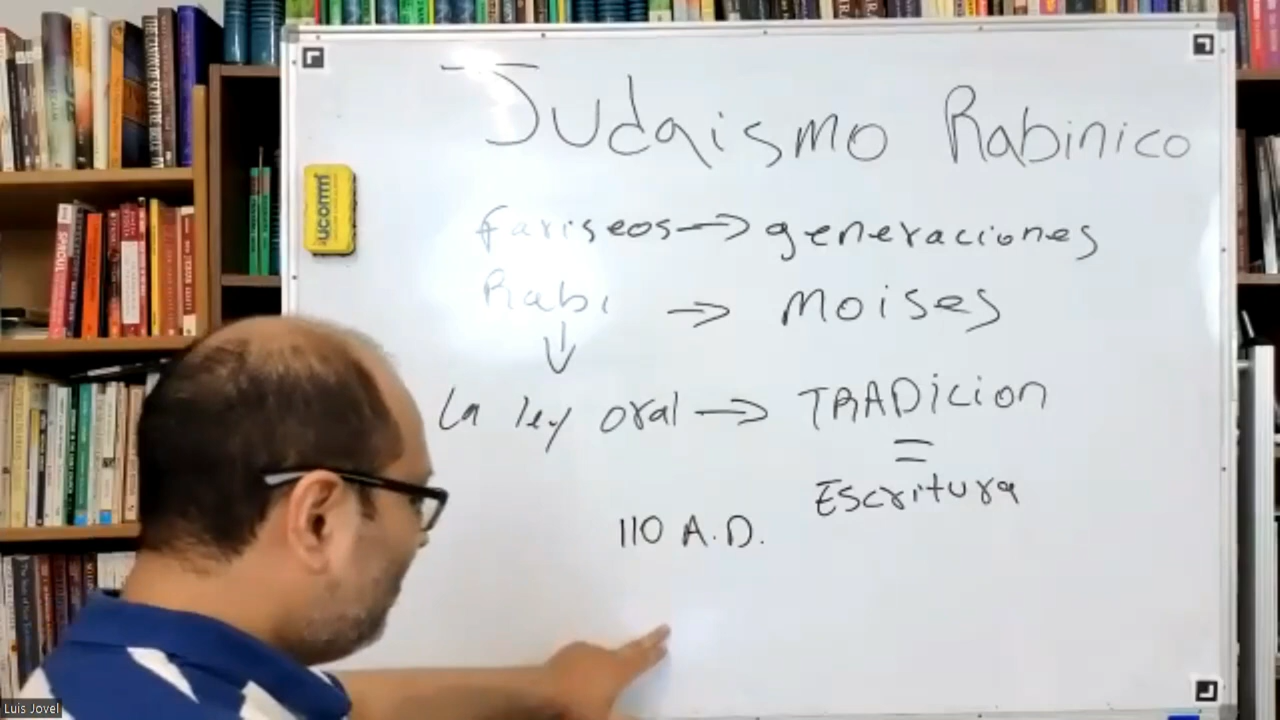 Judaismo Rabinico
fariseos → generaciones
Rabi → Moises
↓
La ley oral → TRADicion
=
Escritura
110 A.D.
ucomm
Luis Jovel